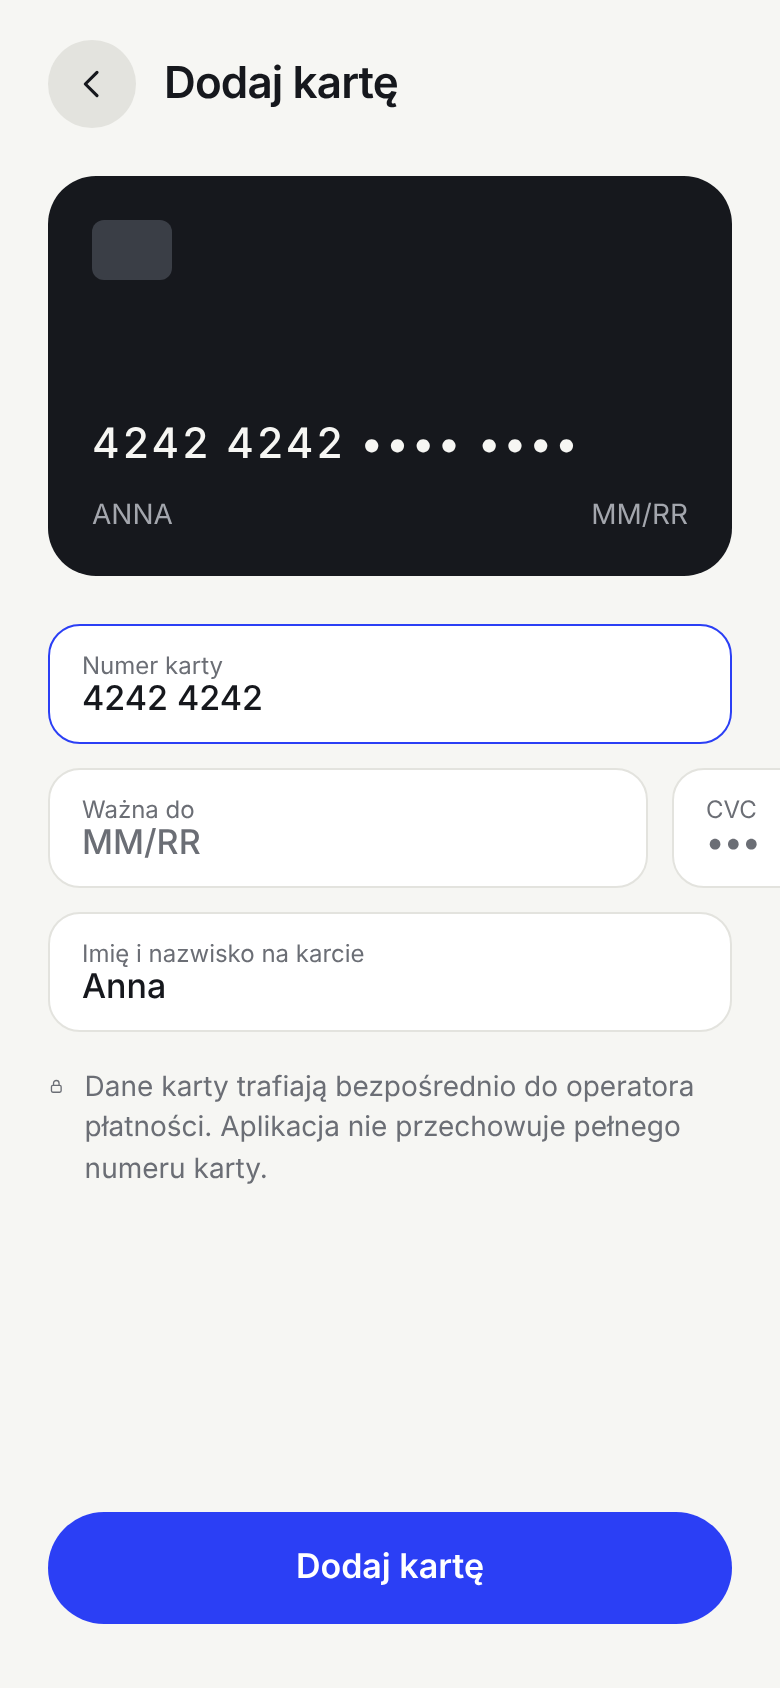 Dodaj kartę
4242 4242 •••• ••••
ANNA MM/RR
Numer karty
4242 4242
Ważna do
MM/RR
CVC
•••
Imię i nazwisko na karcie
Anna
Dane karty trafiają bezpośrednio do operatora
płatności. Aplikacja nie przechowuje pełnego
numeru karty.
Dodaj kartę